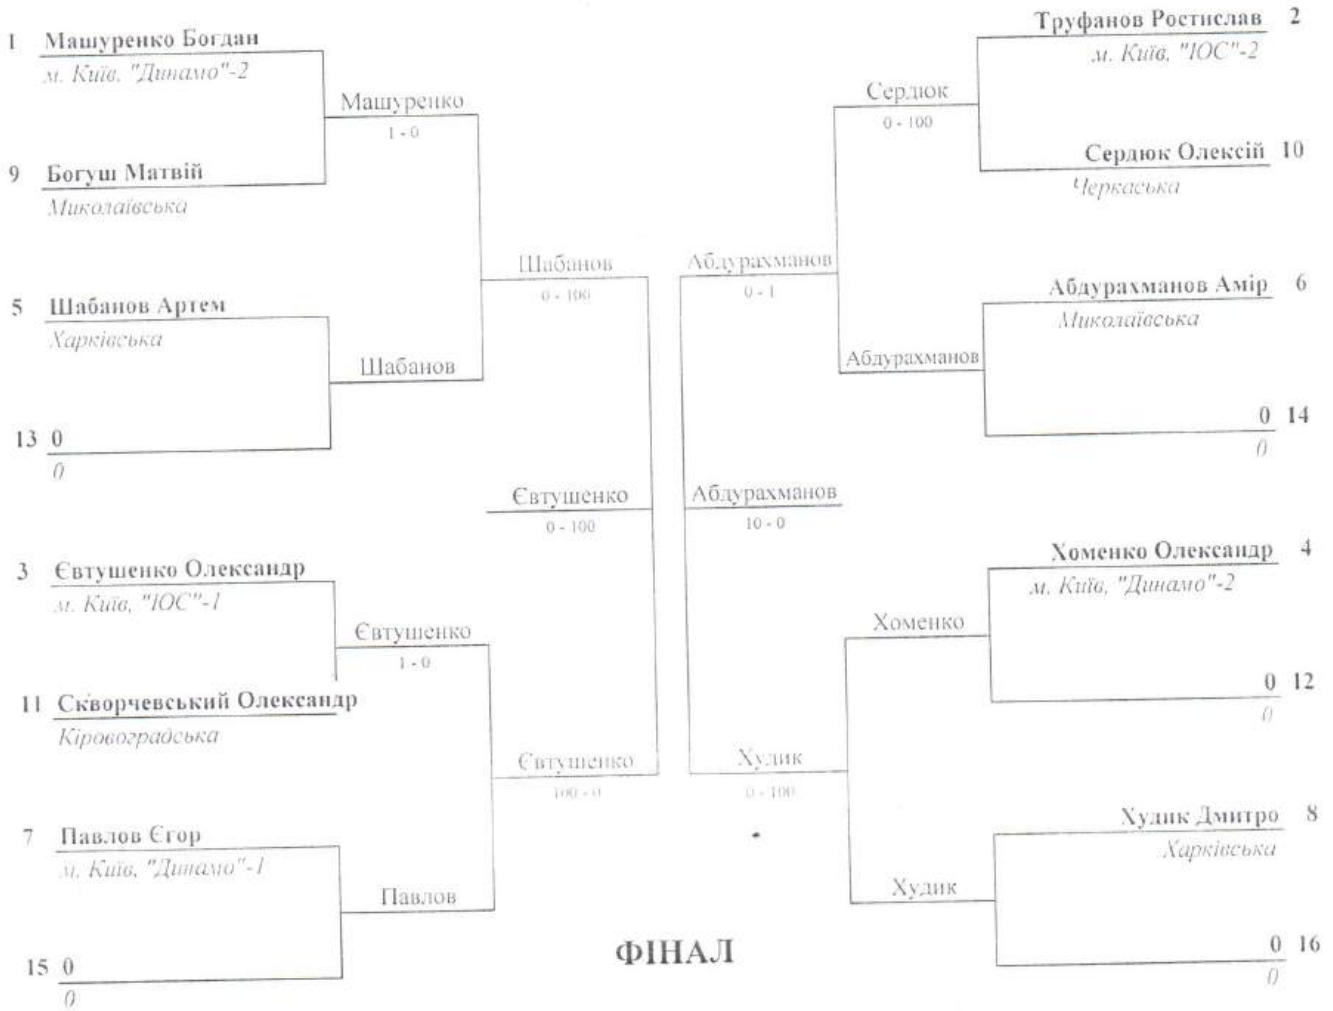 1 Машуренко Богдан
м. Київ, "Динамо"-2
Машуренко
1 - 0
9 Богуш Матвій
Миколаївська
Шабанов
0 - 100
5 Шабанов Артем
Харківська
Шабанов
13 0
0
Євтушенко
0 - 100
3 Євтушенко Олександр
м. Київ, "ЮС"-1
Євтушенко
1 - 0
11 Скворчевський Олександр
Кіровоградська
Євтушенко
100 - 0
7 Павлов Єгор
м. Київ, "Динамо"-1
Павлов
15 0
0
Труфанов Ростислав 2
м. Київ, "ЮС"-2
Сердюк
0 - 100
Сердюк Олексій 10
Черкаська
Абдурахманов
0 - 1
Абдурахманов Амір 6
Миколаївська
Абдурахманов
0 14
0
Абдурахманов
10 - 0
Хоменко Олександр 4
м. Київ, "Динамо"-2
Хоменко
0 12
0
Худик
0 - 100
Худик Дмитро 8
Харківська
Худик
0 16
0
ФІНАЛ